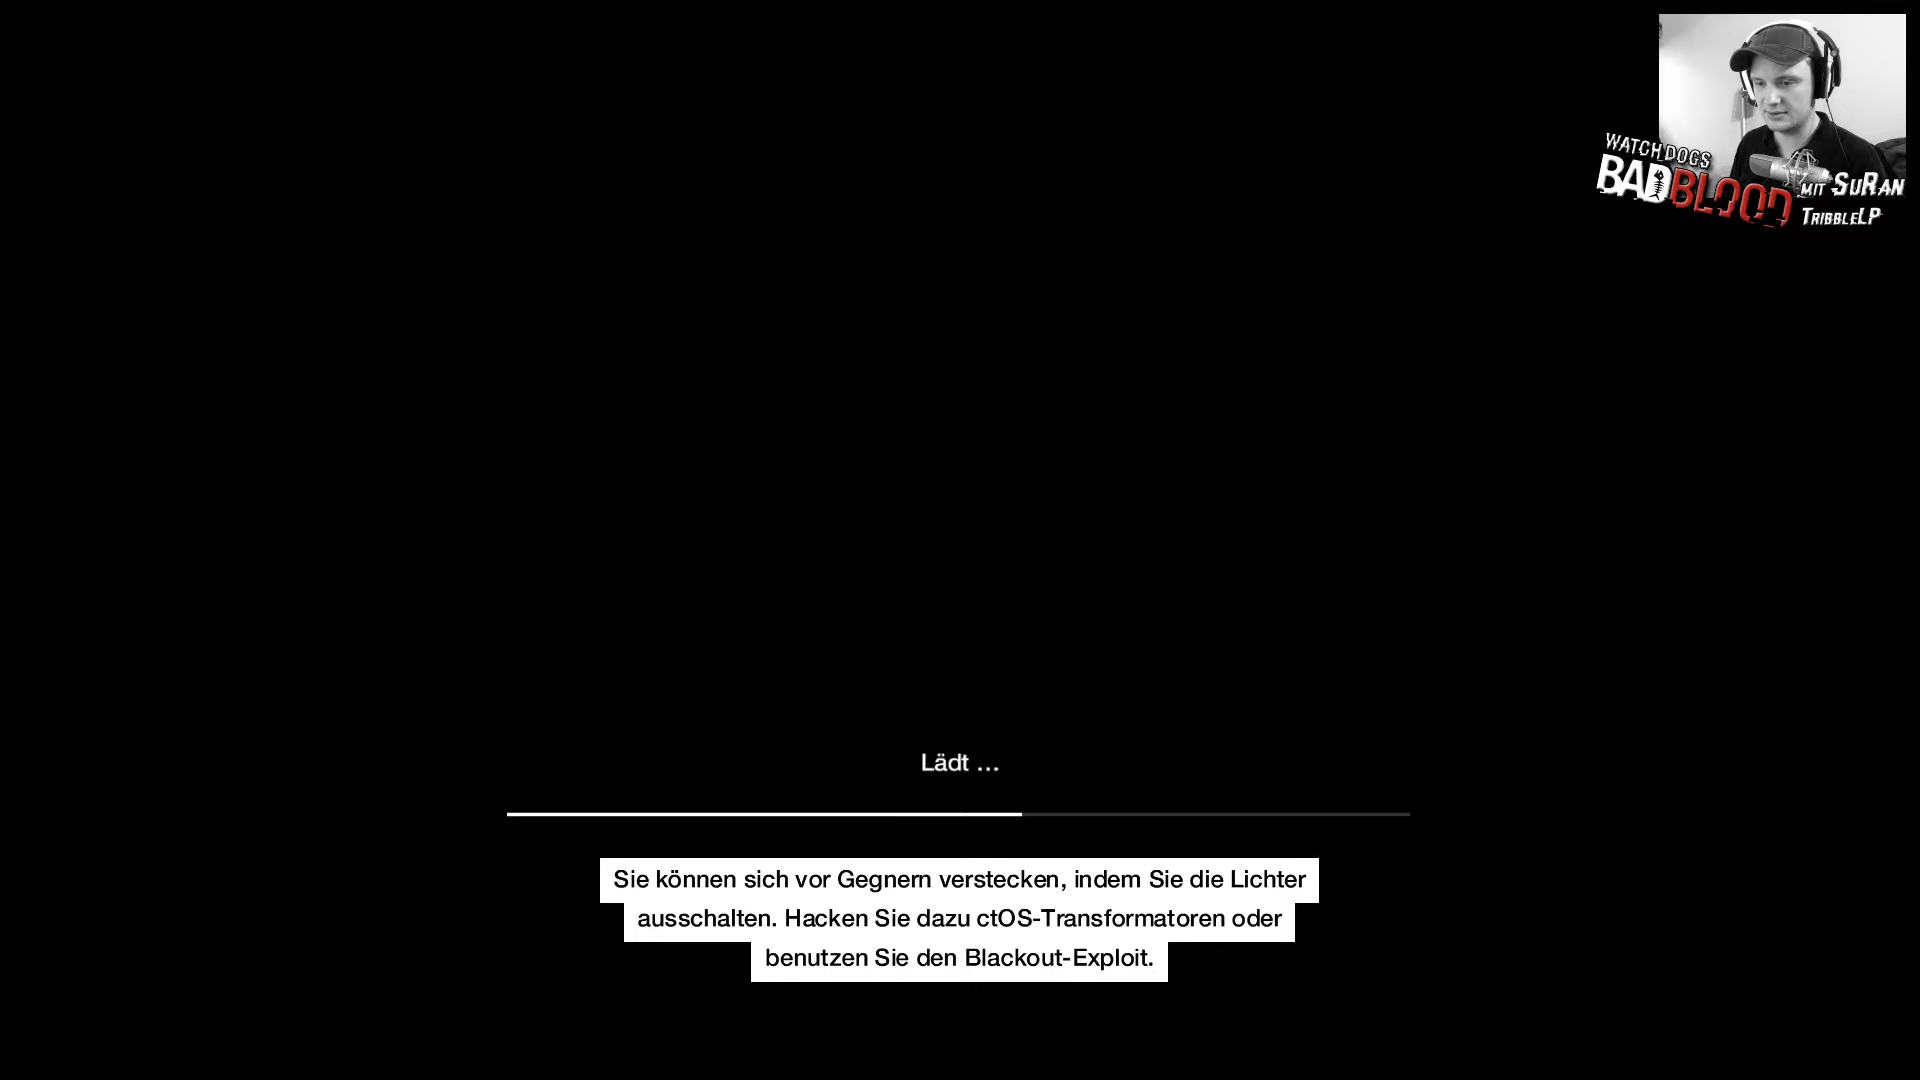 WATCH DOGS
BAD BLOOD
MIT SURAN
TRIBBLELP
Lädt ...
Sie können sich vor Gegnern verstecken, indem Sie die Lichter
ausschalten. Hacken Sie dazu ctOS-Transformatoren oder
benutzen Sie den Blackout-Exploit.